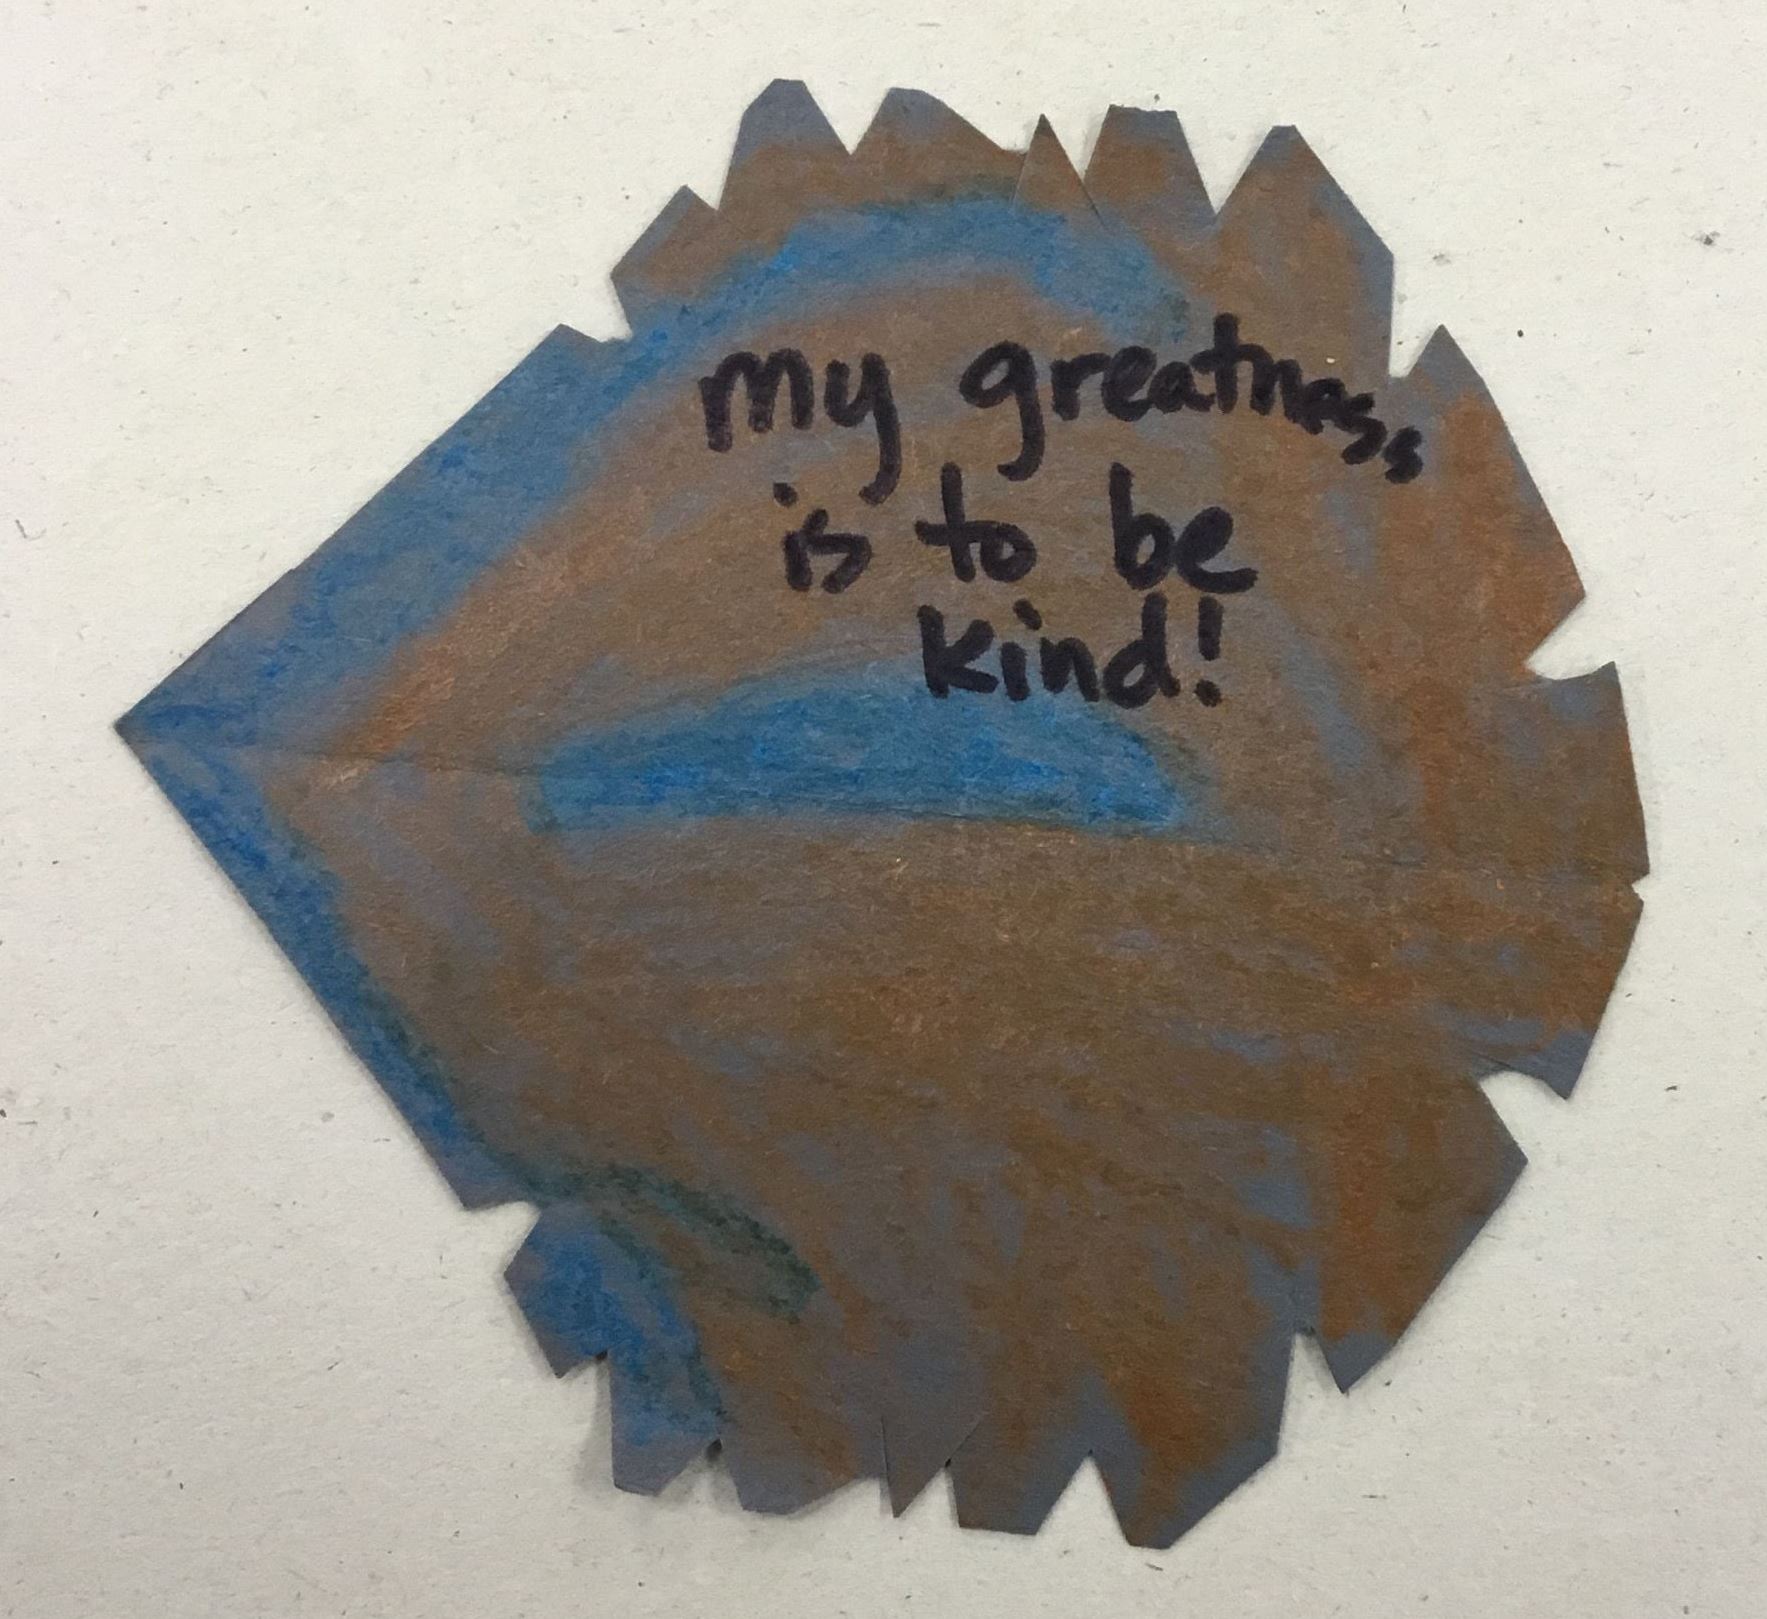 my greatness
is to be
kind!